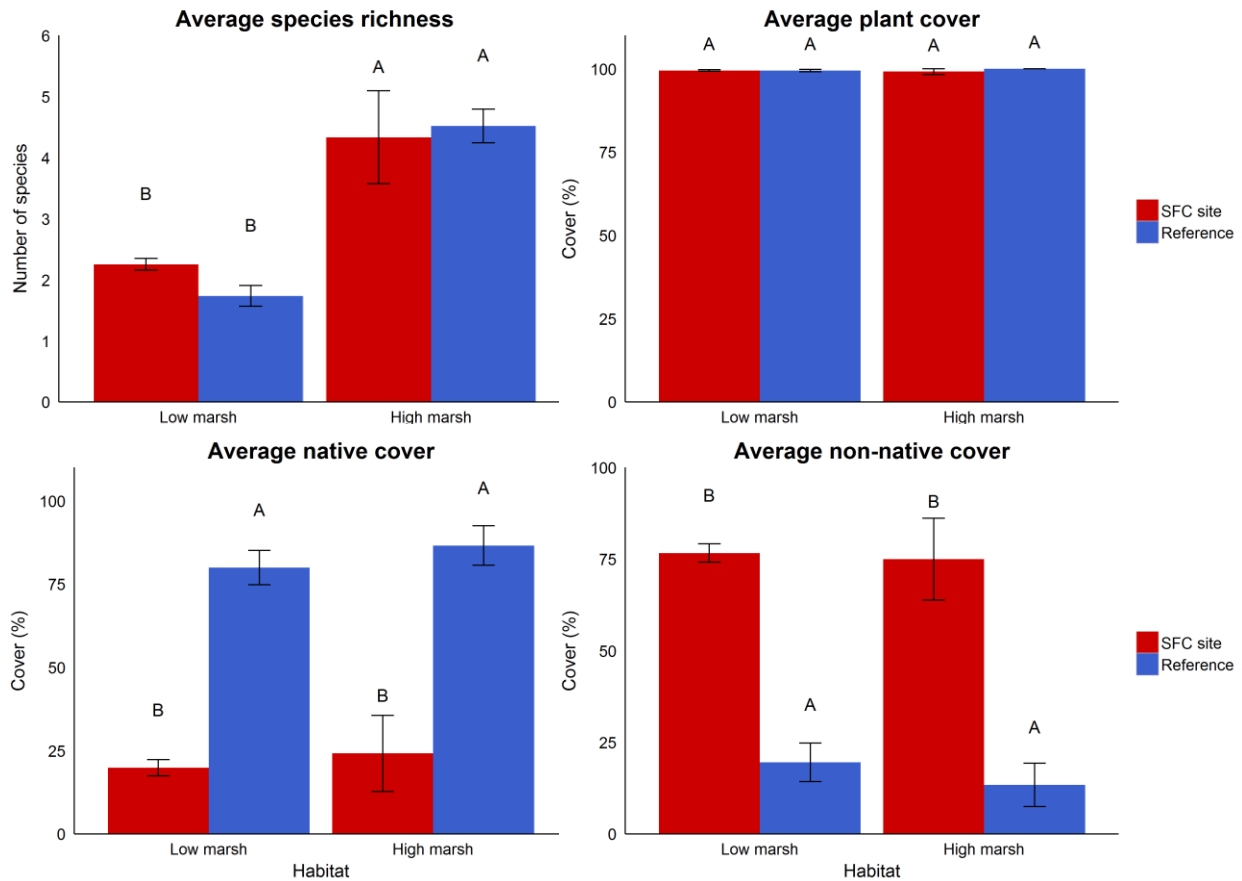 Average species richness
Number of species
6
5
4
3
2
1
0
B
B
A
A
Low marsh
High marsh
Average plant cover
Cover (%)
100
75
50
25
0
A
A
A
A
Low marsh
High marsh
SFC site
Reference
Average native cover
Cover (%)
100
75
50
25
0
B
A
B
A
Low marsh
High marsh
Habitat
Average non-native cover
Cover (%)
100
75
50
25
0
B
A
B
A
Low marsh
High marsh
Habitat
SFC site
Reference